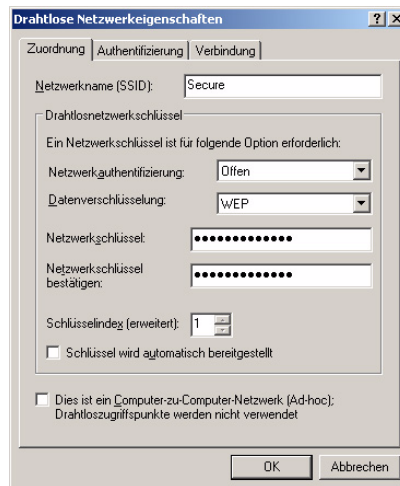 Drahtlose Netzwerkeigenschaften
Zuordnung Authentifizierung Verbindung
Netzwerkname (SSID): Secure
Drahtlosnetzwerkschlüssel
Ein Netzwerkschlüssel ist für folgende Option erforderlich:
Netzwerkauthentifizierung: Offen
Datenverschlüsselung: WEP
Netzwerkschlüssel: •••••••••••••
Netzwerkschlüssel
bestätigen: •••••••••••••
Schlüsselindex (erweitert): 1
Schlüssel wird automatisch bereitgestellt
Dies ist ein Computer-zu-Computer-Netzwerk (Ad-hoc);
Drahtloszugriffspunkte werden nicht verwendet
OK Abbrechen